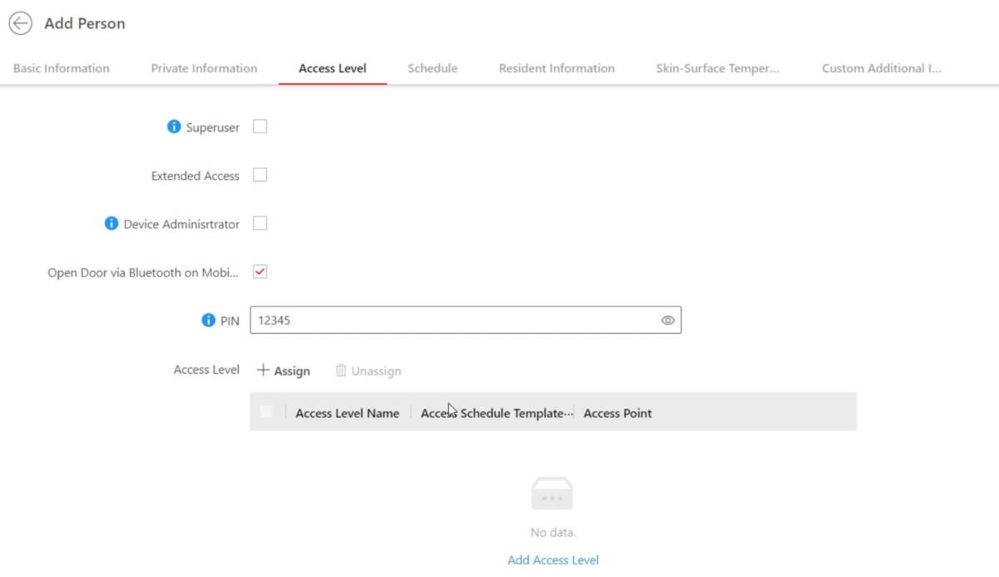 Add Person
Basic Information Private Information Access Level Schedule Resident Information Skin-Surface Temper... Custom Additional I...
Superuser
Extended Access
Device Adminisrtrator
Open Door via Bluetooth on Mobi...
PIN 12345
Access Level + Assign Unassign
Access Level Name Access Schedule Template... Access Point
No data.
Add Access Level